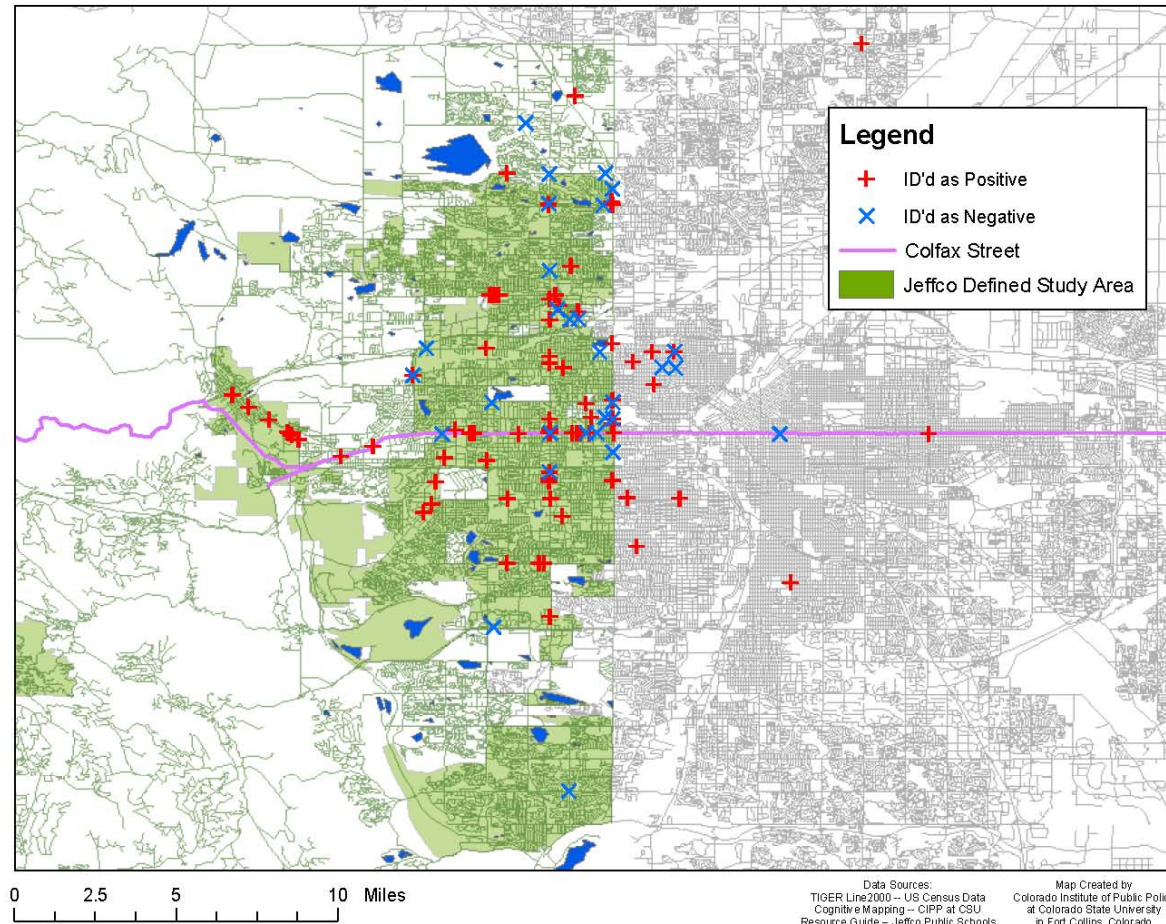 Legend
ID'd as Positive
ID'd as Negative
Colfax Street
Jeffco Defined Study Area
0 2.5 5 10 Miles
Data Sources:
TIGER Line2000 -- US Census Data
Cognitive Mapping -- CIPP at CSU
Resource Guide -- Jeffco Public Schools
Map Created by
Colorado Institute of Public Poli
at Colorado State University
in Fort Collins, Colorado